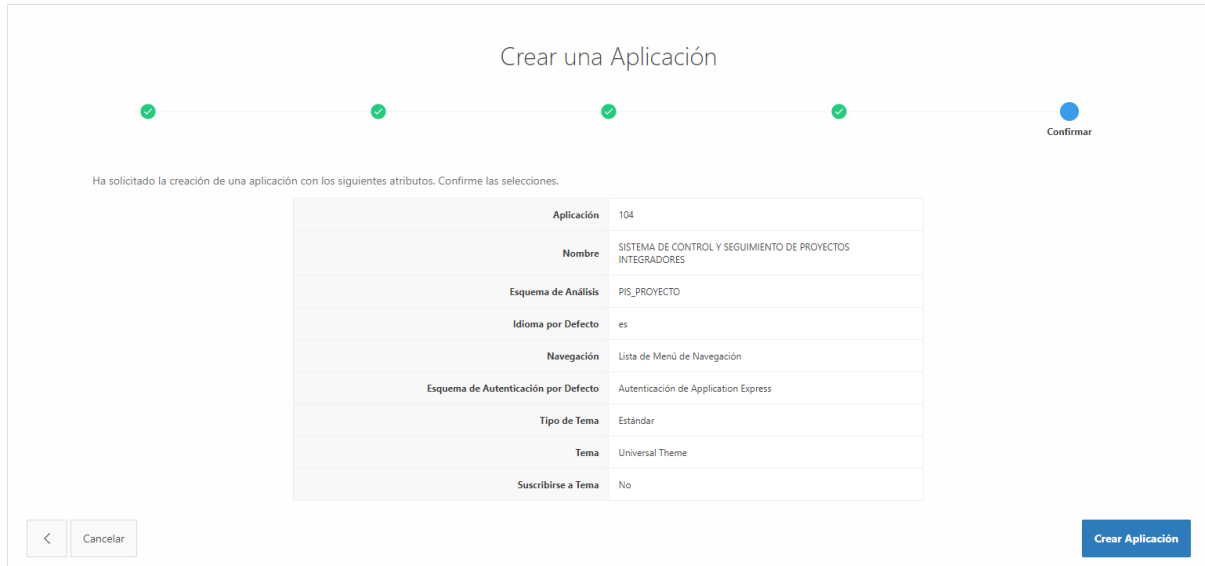 Crear una Aplicación
Confirmar
Ha solicitado la creación de una aplicación con los siguientes atributos. Confirme las selecciones.
Aplicación 104
Nombre SISTEMA DE CONTROL Y SEGUIMIENTO DE PROYECTOS
INTEGRADORES
Esquema de Análisis PIS_PROYECTO
Idioma por Defecto es
Navegación Lista de Menú de Navegación
Esquema de Autenticación por Defecto Autenticación de Application Express
Tipo de Tema Estándar
Tema Universal Theme
Suscribirse a Tema No
Cancelar Crear Aplicación